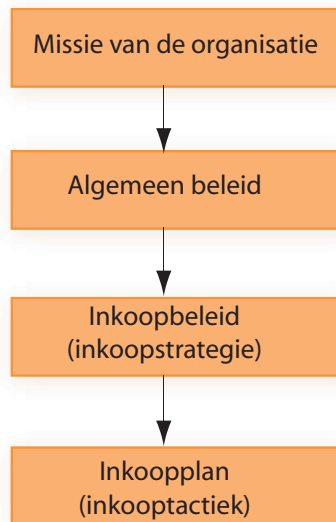 Missie van de organisatie
Algemeen beleid
Inkoopbeleid
(inkoopstrategie)
Inkoopplan
(inkooptactiek)